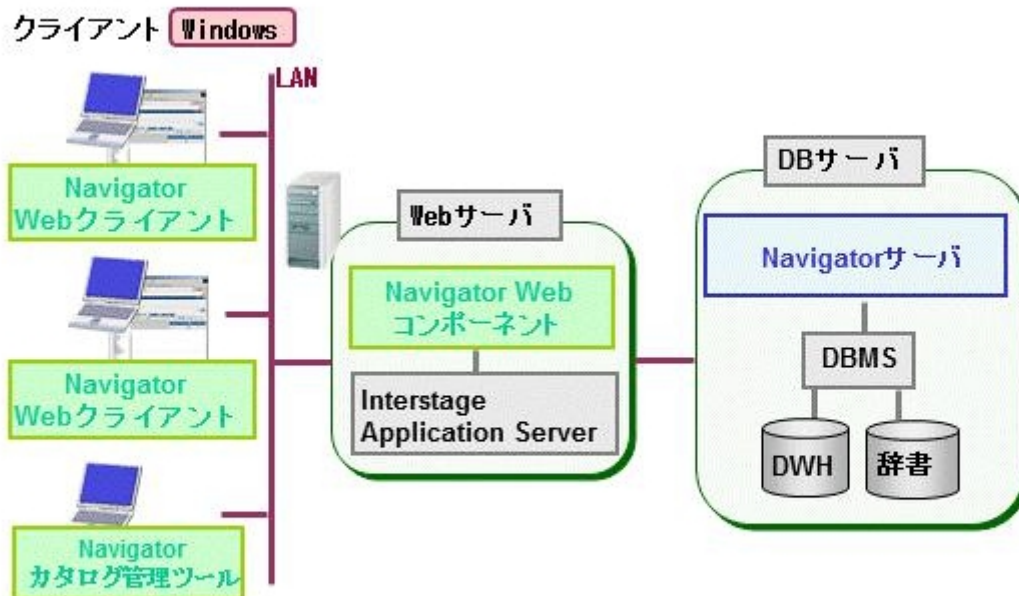 クライアント Windows
LAN
Navigator
Webクライアント
Navigator
Webクライアント
Navigator
カタログ管理ツール
Webサーバ
Navigator Web
コンポーネント
Interstage
Application Server
DBサーバ
Navigatorサーバ
DBMS
DWH 辞書